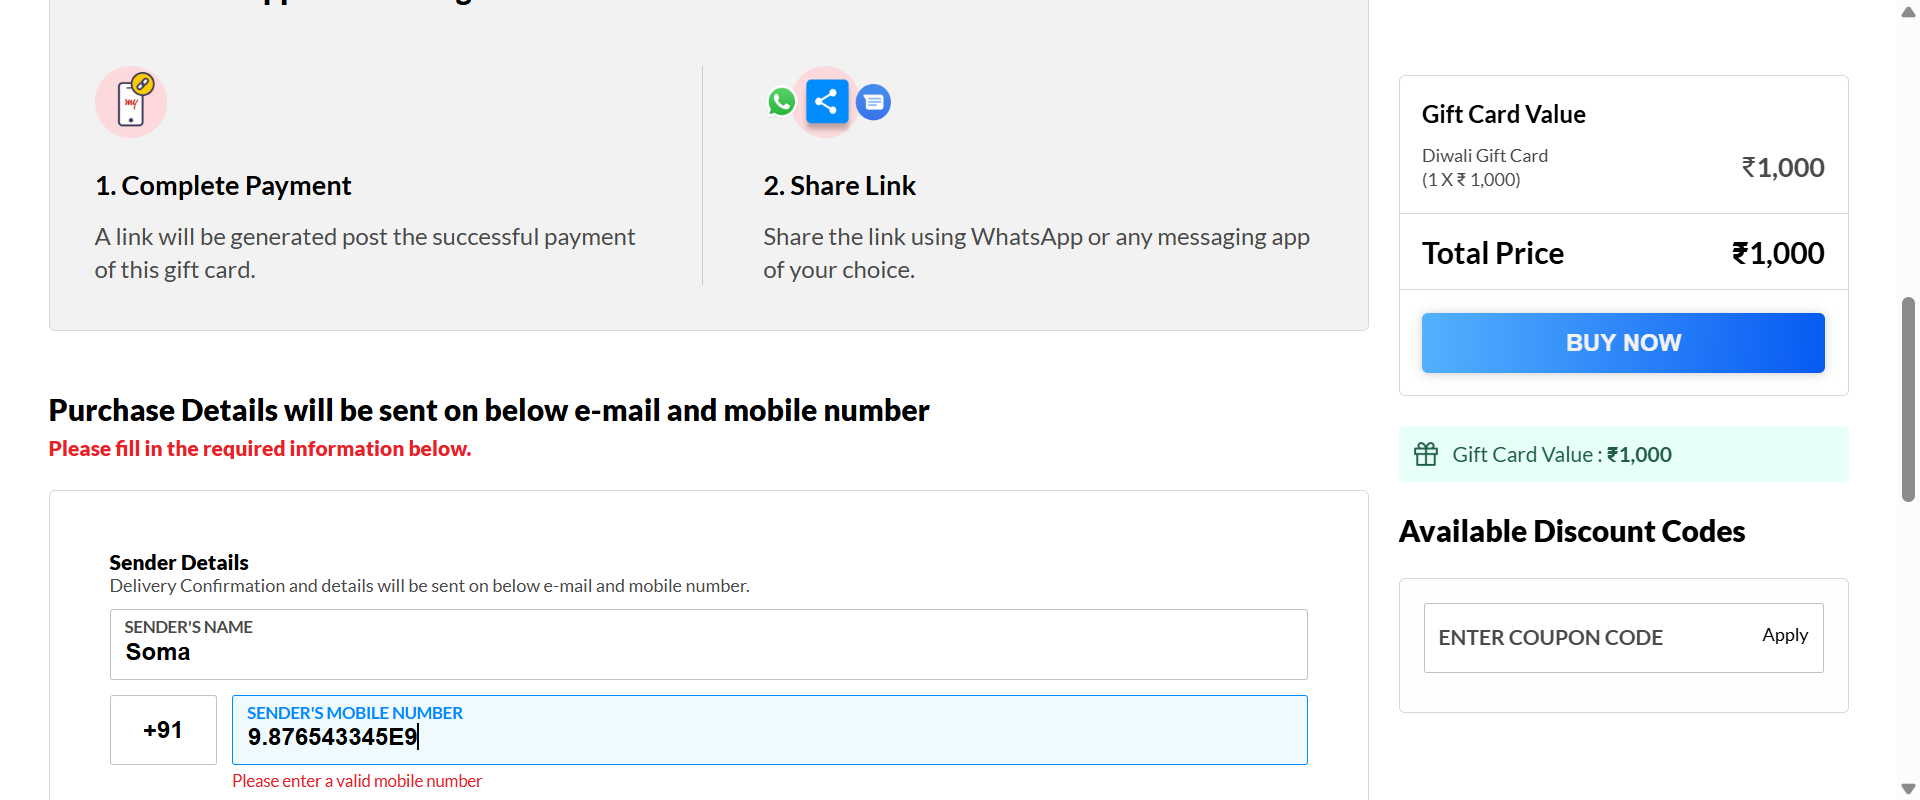 my
1. Complete Payment
A link will be generated post the successful payment
of this gift card.
2. Share Link
Share the link using WhatsApp or any messaging app
of your choice.
Purchase Details will be sent on below e-mail and mobile number
Please fill in the required information below.
Sender Details
Delivery Confirmation and details will be sent on below e-mail and mobile number.
SENDER'S NAME
Soma
+91
SENDER'S MOBILE NUMBER
9.876543345E9
Please enter a valid mobile number
Gift Card Value
Diwali Gift Card
(1 X ₹ 1,000)
₹1,000
Total Price
₹1,000
BUY NOW
Gift Card Value : ₹1,000
Available Discount Codes
ENTER COUPON CODE
Apply